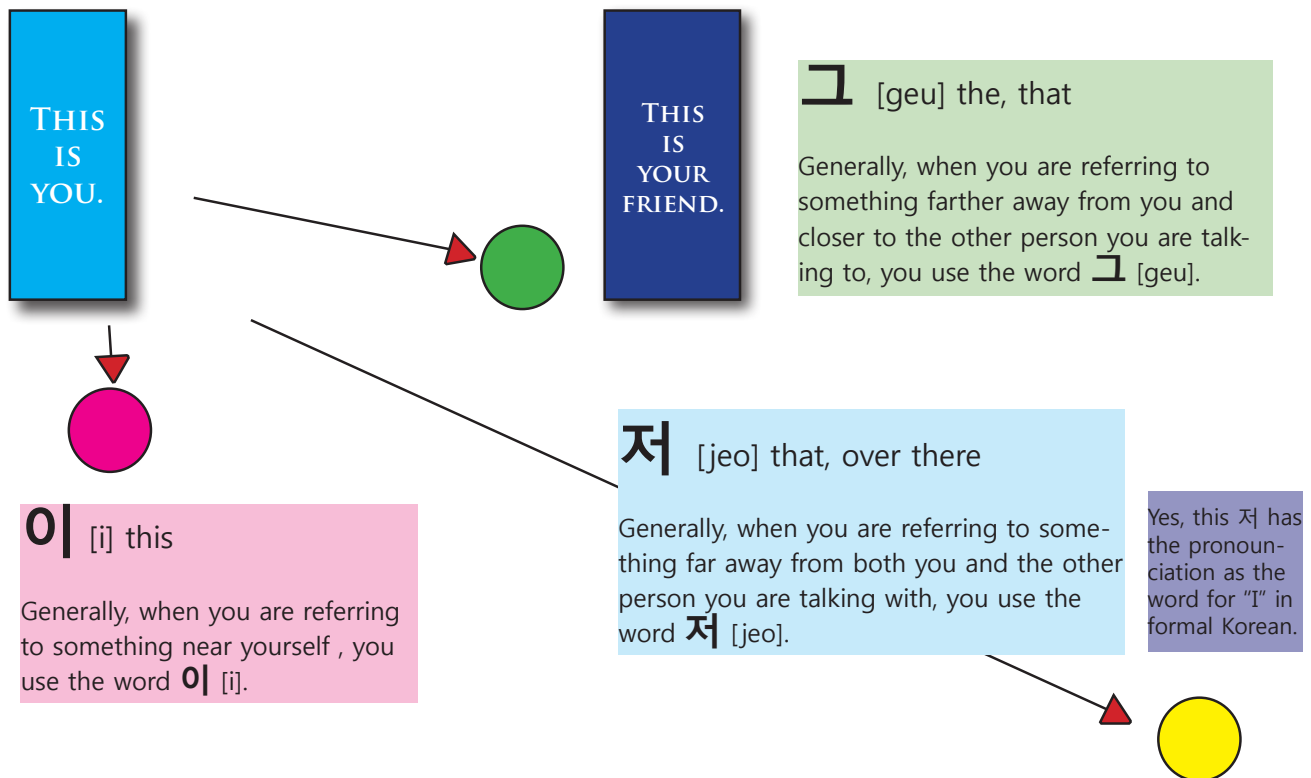 THIS
IS
YOU.
THIS
IS
YOUR
FRIEND.
그 [geu] the, that
Generally, when you are referring to
something farther away from you and
closer to the other person you are talk-
ing to, you use the word 그 [geu].
이 [i] this
Generally, when you are referring
to something near yourself , you
use the word 이 [i].
저 [jeo] that, over there
Generally, when you are referring to some-
thing far away from both you and the other
person you are talking with, you use the
word 저 [jeo].
Yes, this 저 has
the pronoun-
ciation as the
word for "I" in
formal Korean.